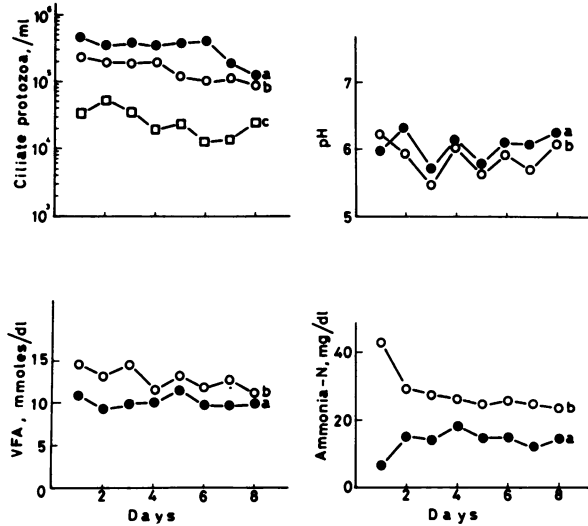 Ciliate protozoa, /ml
10⁶
10⁵
10⁴
10³
a
b
c
pH
7
6
5
a
b
VFA, mmoles/dl
15
10
5
0
b
a
2 4 6 8
Days
Ammonia-N, mg/dl
40
20
0
b
a
2 4 6 8
Days